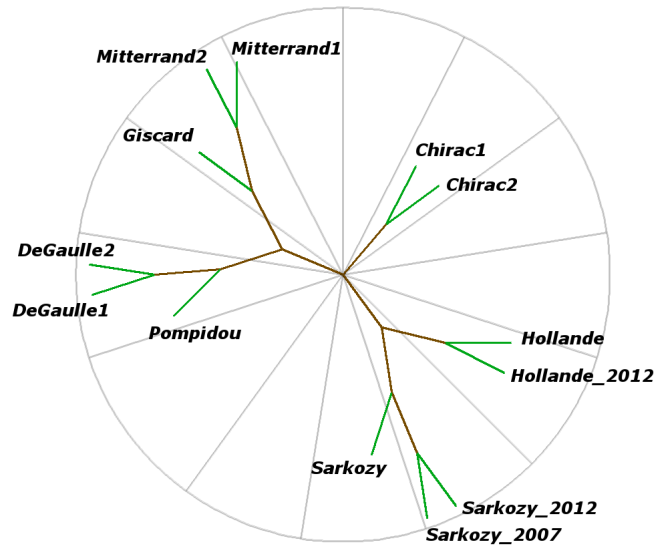 Mitterrand1
Mitterrand2
Giscard
Chirac1
Chirac2
DeGaulle2
DeGaulle1
Pompidou
Hollande
Hollande_2012
Sarkozy
Sarkozy_2012
Sarkozy_2007